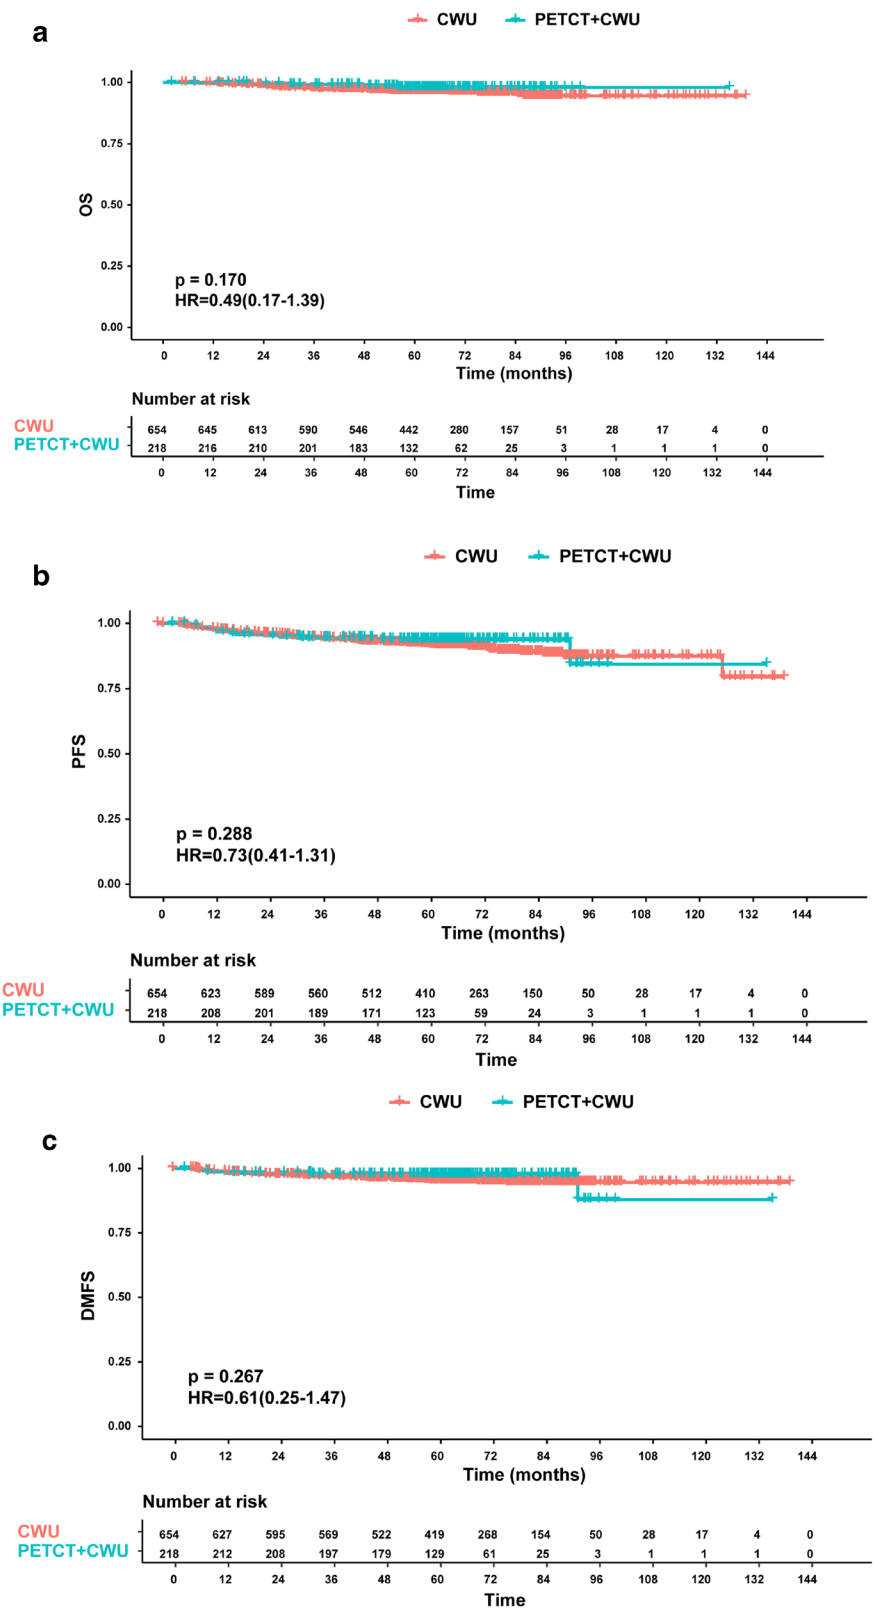 CWU PETCT+CWU
a
1.00
0.75
0.50
0.25
0.00
OS
p = 0.170
HR=0.49(0.17-1.39)
0 12 24 36 48 60 72 84 96 108 120 132 144
Time (months)
Number at risk
CWU 654 645 613 590 546 442 280 157 51 28 17 4 0
PETCT+CWU 218 216 210 201 183 132 62 25 3 1 1 1 0
0 12 24 36 48 60 72 84 96 108 120 132 144
Time
CWU PETCT+CWU
b
1.00
0.75
0.50
0.25
0.00
PFS
p = 0.288
HR=0.73(0.41-1.31)
0 12 24 36 48 60 72 84 96 108 120 132 144
Time (months)
Number at risk
CWU 654 623 589 560 512 410 263 150 50 28 17 4 0
PETCT+CWU 218 208 201 189 171 123 59 24 3 1 1 1 0
0 12 24 36 48 60 72 84 96 108 120 132 144
Time
CWU PETCT+CWU
c
1.00
0.75
0.50
0.25
0.00
DMFS
p = 0.267
HR=0.61(0.25-1.47)
0 12 24 36 48 60 72 84 96 108 120 132 144
Time (months)
Number at risk
CWU 654 627 595 569 522 419 268 154 50 28 17 4 0
PETCT+CWU 218 212 208 197 179 129 61 25 3 1 1 1 0
0 12 24 36 48 60 72 84 96 108 120 132 144
Time